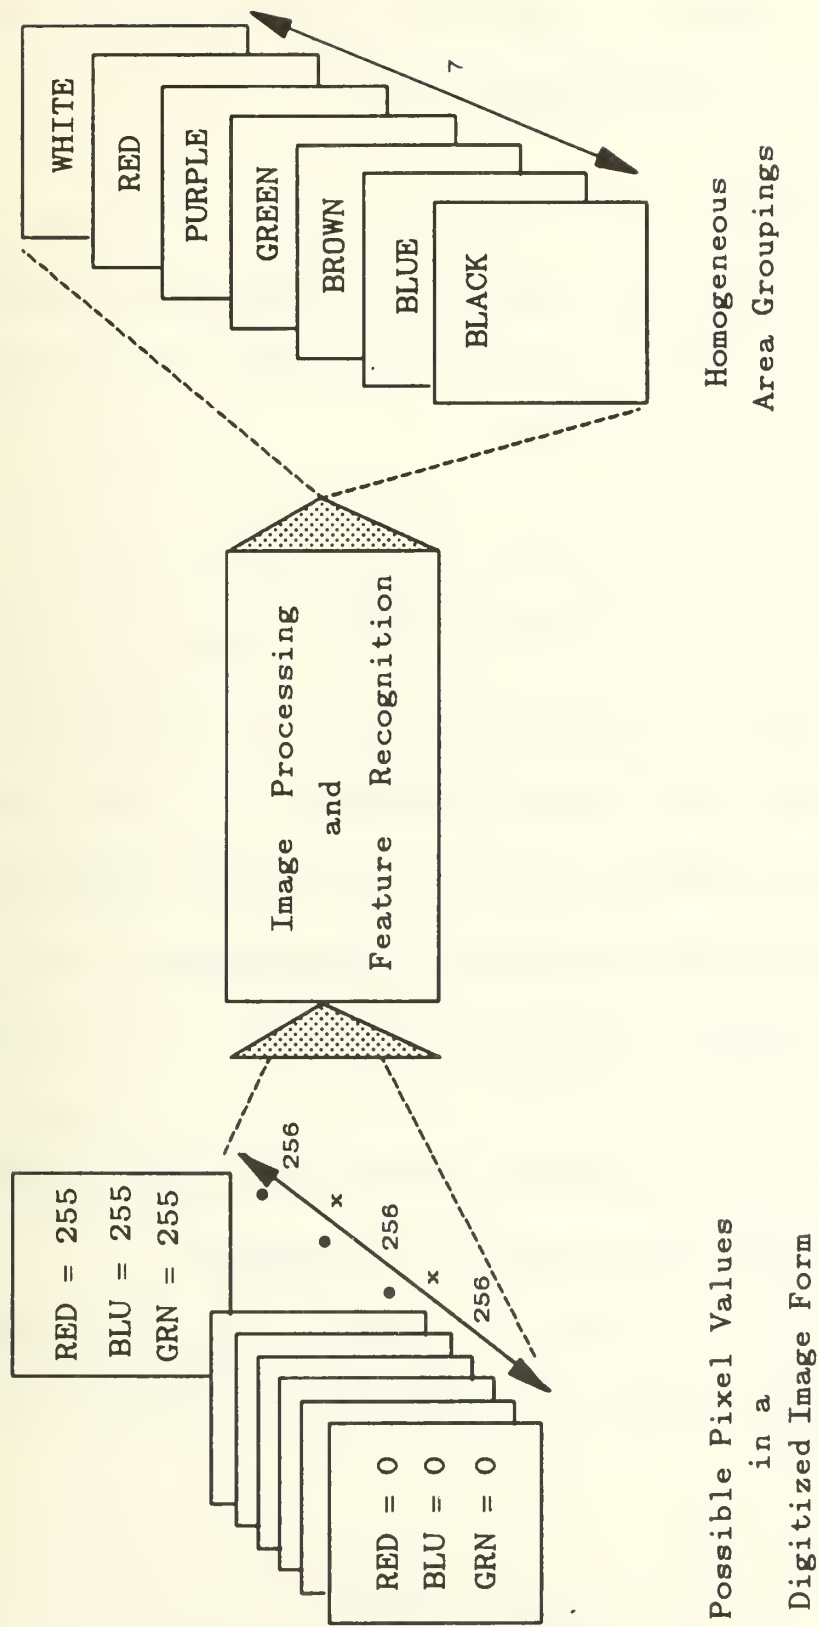 RED = 255
BLU = 255
GRN = 255
RED = 0
BLU = 0
GRN = 0
256
x
256
x
256
Possible Pixel Values
in a
Digitized Image Form
Image Processing
and
Feature Recognition
WHITE
RED
PURPLE
GREEN
BROWN
BLUE
BLACK
7
Homogeneous
Area Groupings